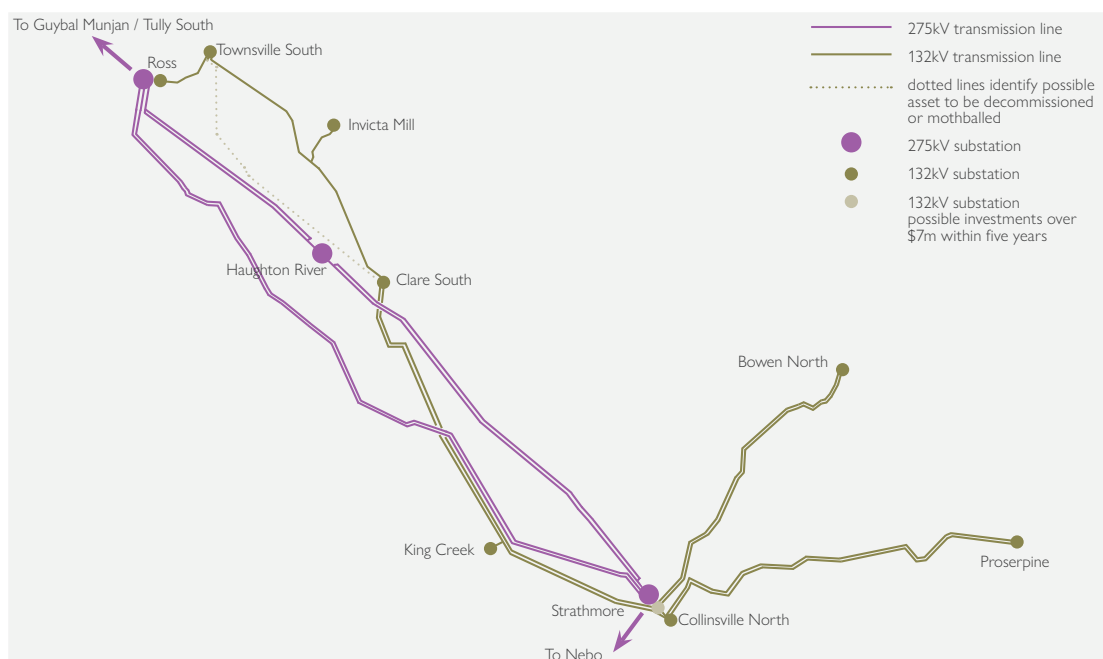 To Guybal Munjan / Tully South
Ross
Townsville South
Invicta Mill
Haughton River
Clare South
Bowen North
King Creek
Proserpine
Strathmore
Collinsville North
To Nebo
275kV transmission line
132kV transmission line
dotted lines identify possible
asset to be decommissioned
or mothballed
275kV substation
132kV substation
132kV substation
possible investments over
$7m within five years